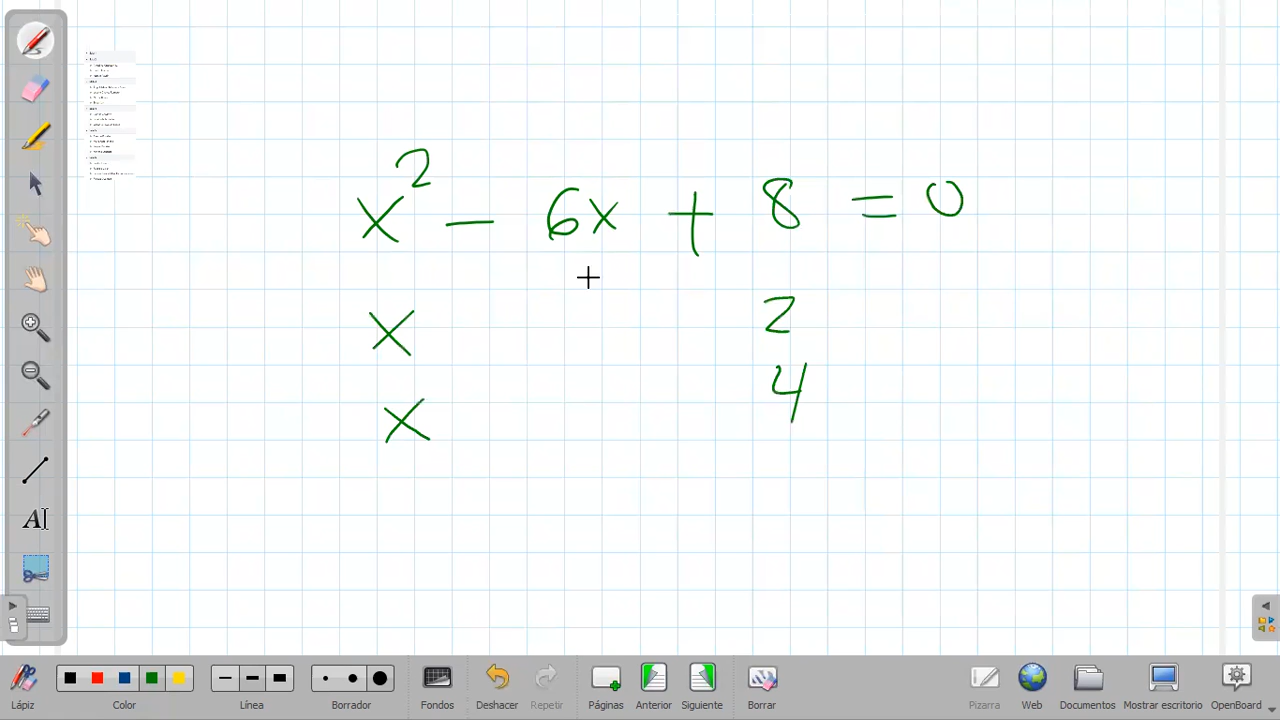 x² - 6x + 8 = 0
x 2
x 4
Lápiz Color Línea Borrador Fondos Deshacer Repetir Páginas Anterior Siguiente Borrar Pizarra Web Documentos Mostrar escritorio OpenBoard